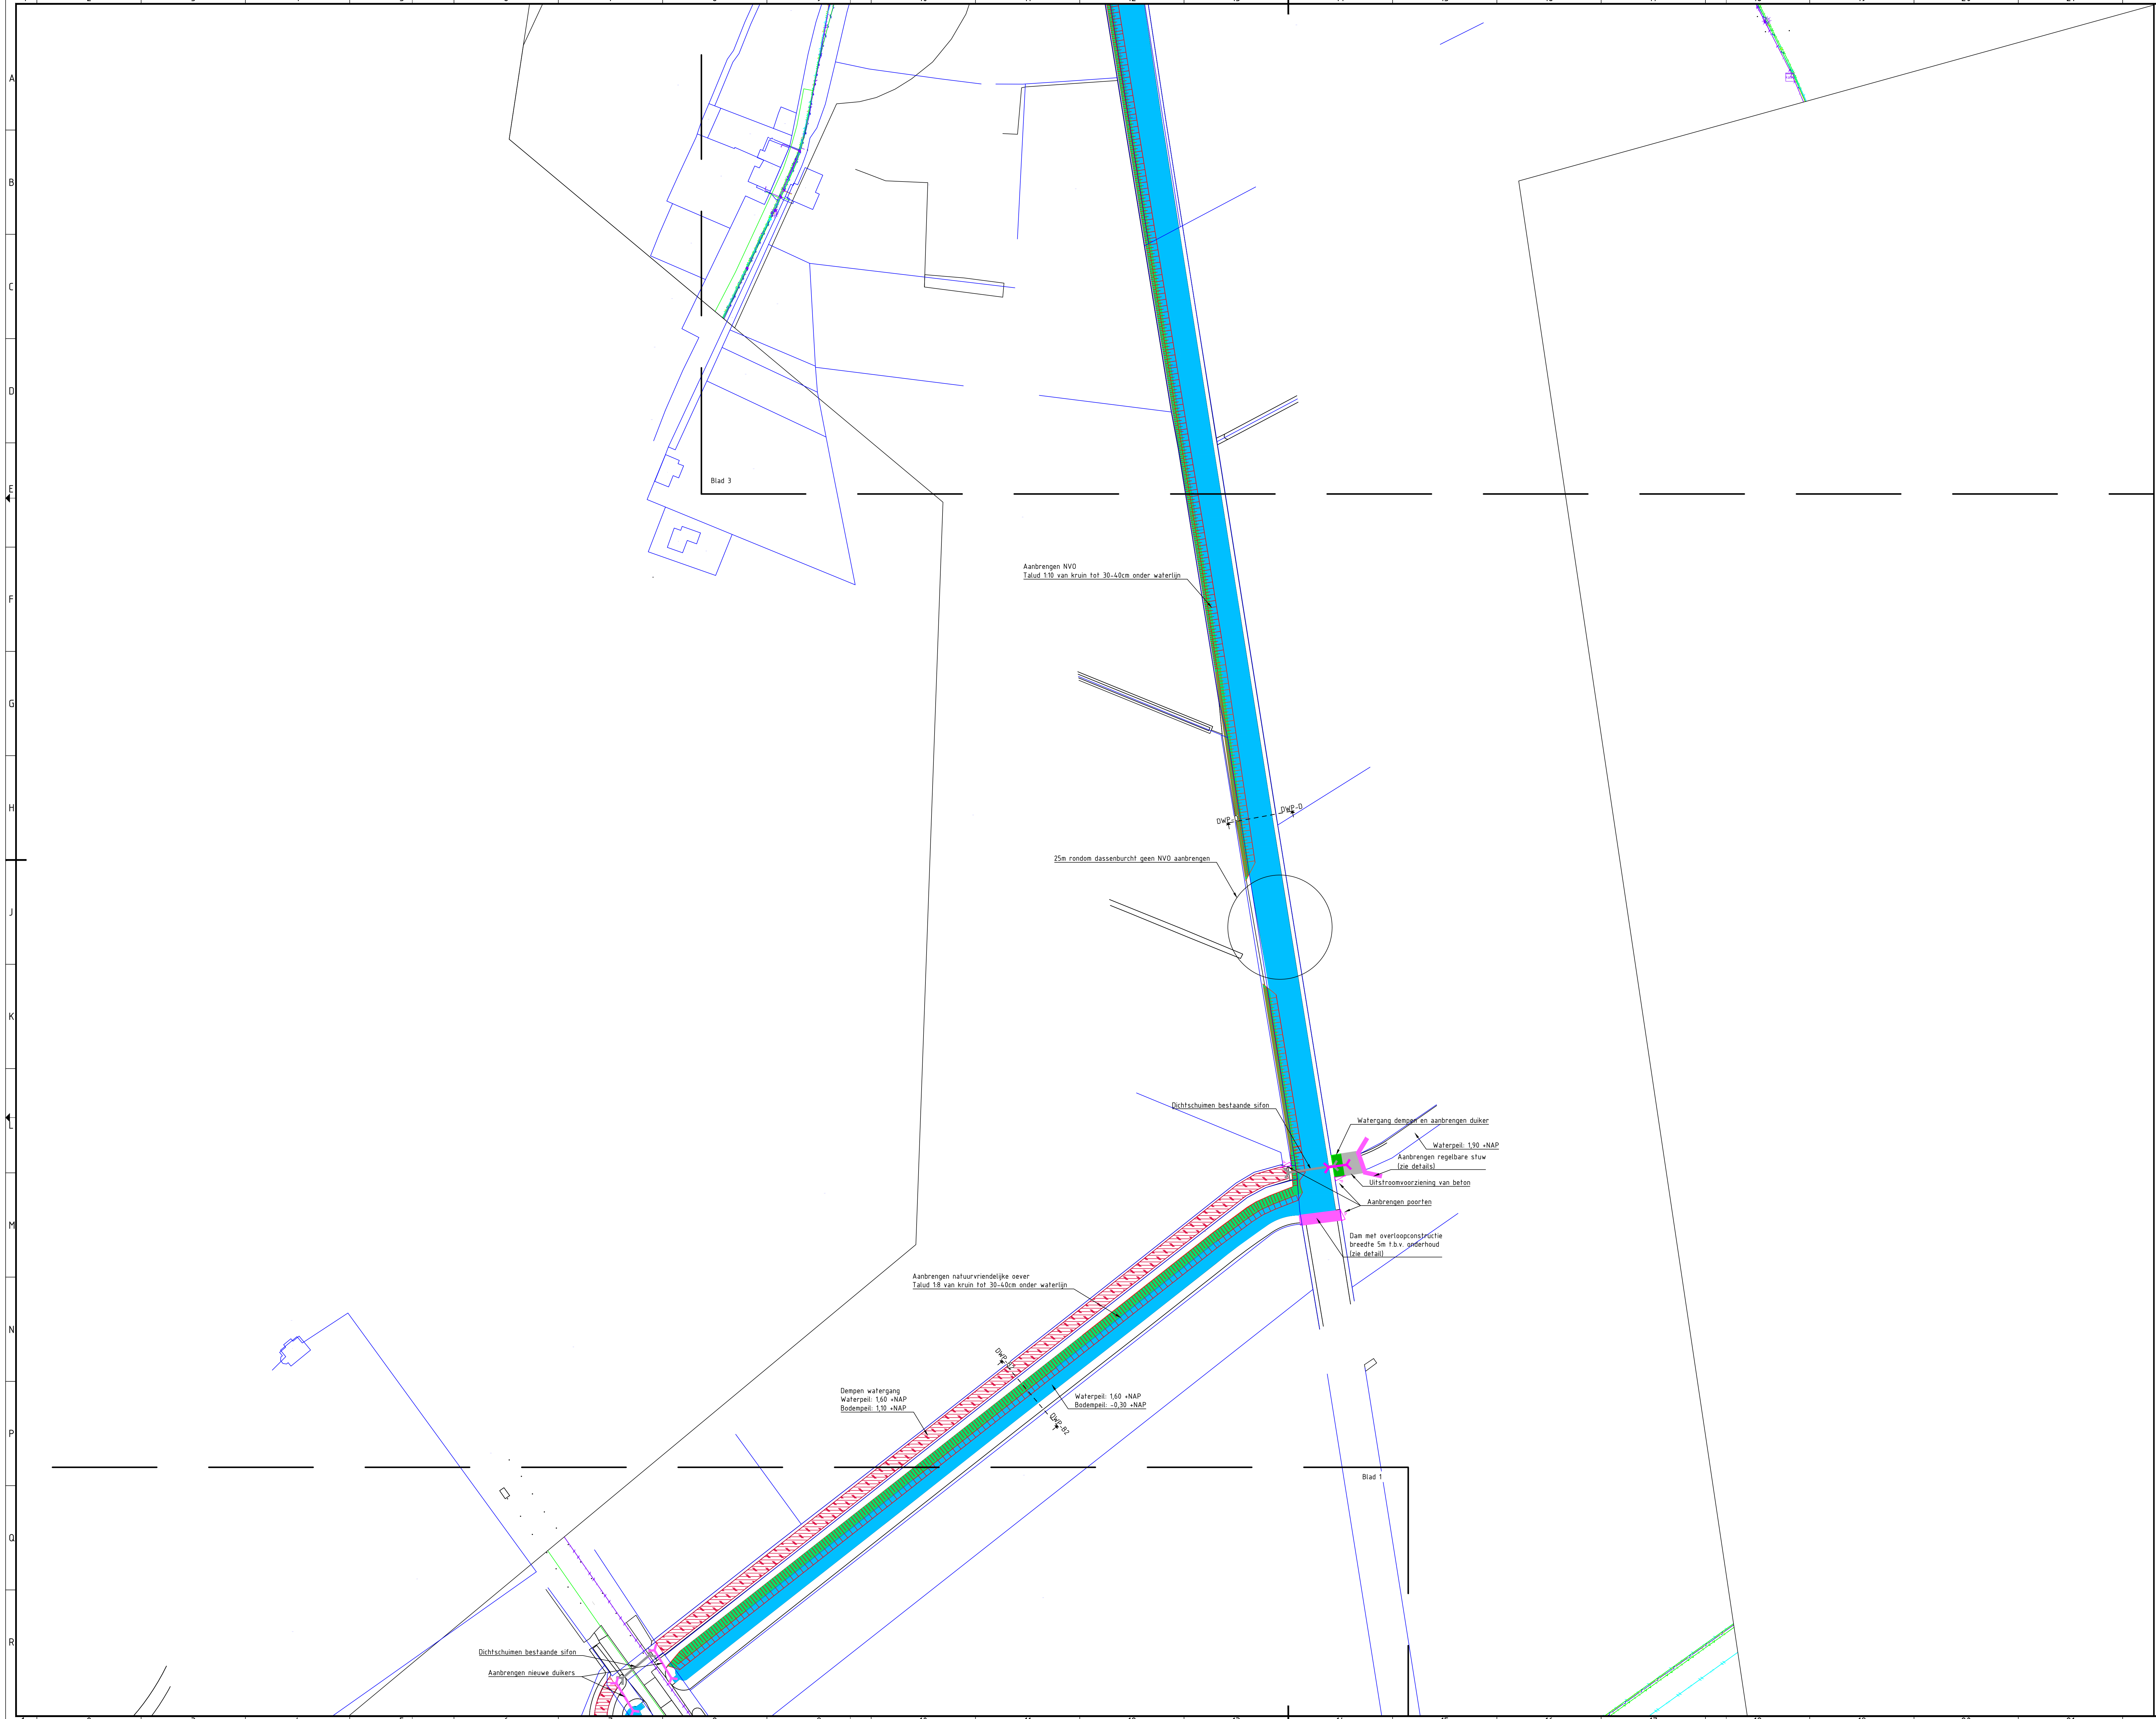 A
B
C
D
E
Blad 3
Aanbrengen NVO
Talud 1:10 van kruin tot 30-40cm onder waterlijn
F
G
H
DWP-D
DWP-
25m rondom dassenburcht geen NVO aanbrengen
J
K
L
Dichtschuimen bestaande sifon
Watergang dempen en aanbrengen duiker
Waterpeil: 1,90 +NAP
Aanbrengen regelbare stuw
(zie details)
Uitstroomvoorziening van beton
Aanbrengen poorten
M
Dam met overloopconstructie
breedte 5m t.b.v. onderhoud
(zie detail)
Aanbrengen natuurvriendelijke oever
Talud 1:8 van kruin tot 30-40cm onder waterlijn
N
Dempen watergang
Waterpeil: 1,60 +NAP
Bodempeil: 1,10 +NAP
Waterpeil: 1,60 +NAP
Bodempeil: -0,30 +NAP
DWP-B2
P
Blad 1
Q
R
Dichtschuimen bestaande sifon
Aanbrengen nieuwe duikers